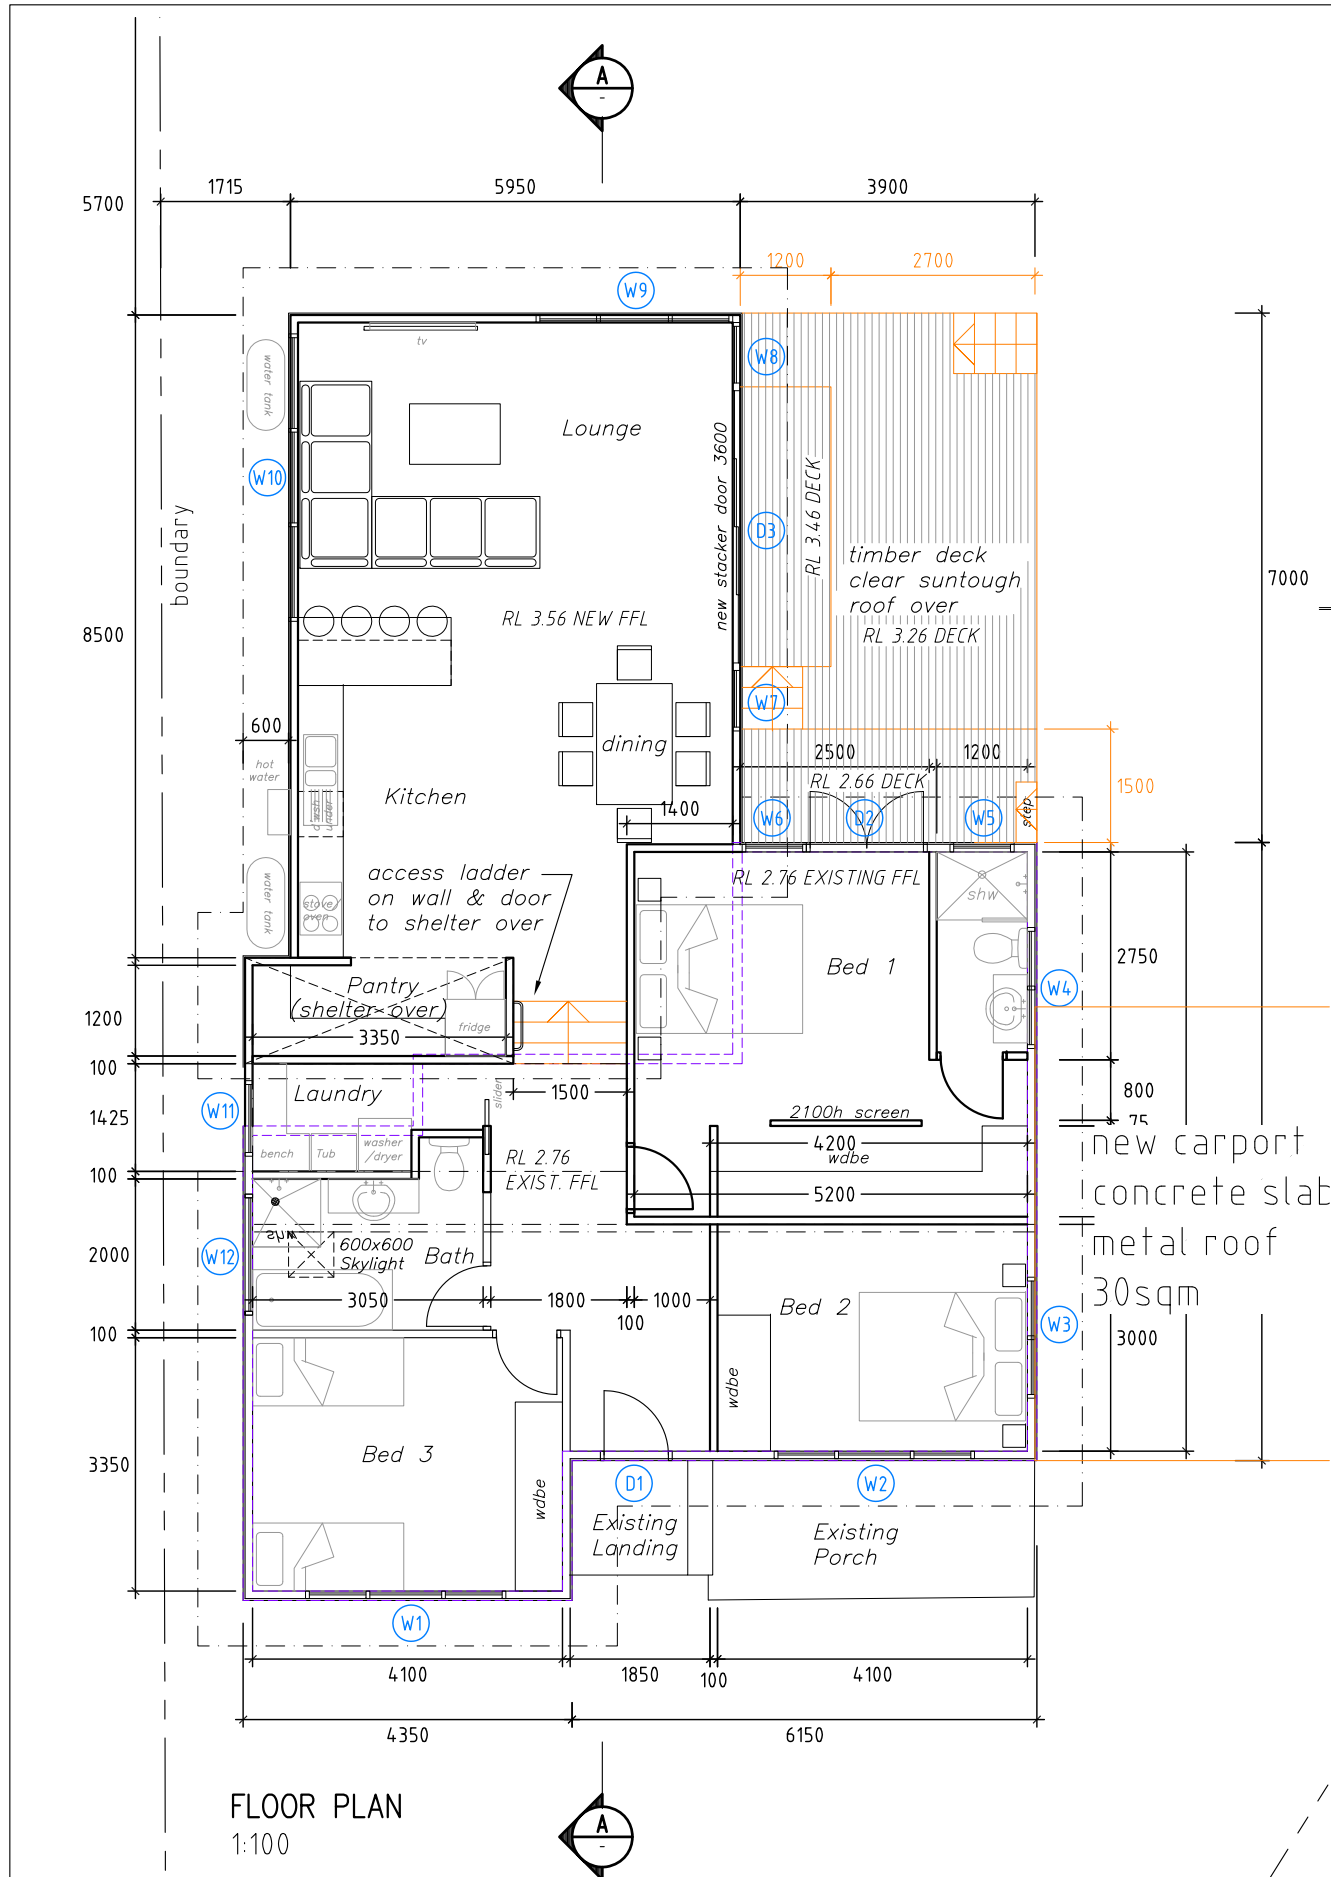 A
-
1715
5950
3900
5700
1200
2700
W9
W8
tv
water tank
Lounge
new stacker door 3600
W10
RL 3.46 DECK
D3
boundary
timber deck
clear suntough
roof over
7000
RL 3.56 NEW FFL
RL 3.26 DECK
8500
W7
600
dining
2500
1200
hot
water
RL 2.66 DECK
1500
Kitchen
1400
W6
D2
W5
step
access ladder
on wall & door
to shelter over
RL 2.76 EXISTING FFL
water tank
stove/
oven
shw
Bed 1
2750
Pantry
(shelter over)
W4
1200
fridge
3350
100
Laundry
slider
1500
800
W11
1425
2100h screen
75
washer
/dryer
4200
new carport
bench
Tub
RL 2.76
EXIST. FFL
wdbe
100
5200
concrete slab
shw
600x600
Skylight
Bath
metal roof
2000
W12
3050
1800
1000
Bed 2
30sqm
100
100
W3
3000
wdbe
Bed 3
3350
wdbe
D1
W2
Existing
Landing
Existing
Porch
W1
4100
1850
100
4100
4350
6150
FLOOR PLAN
1:100
A
-